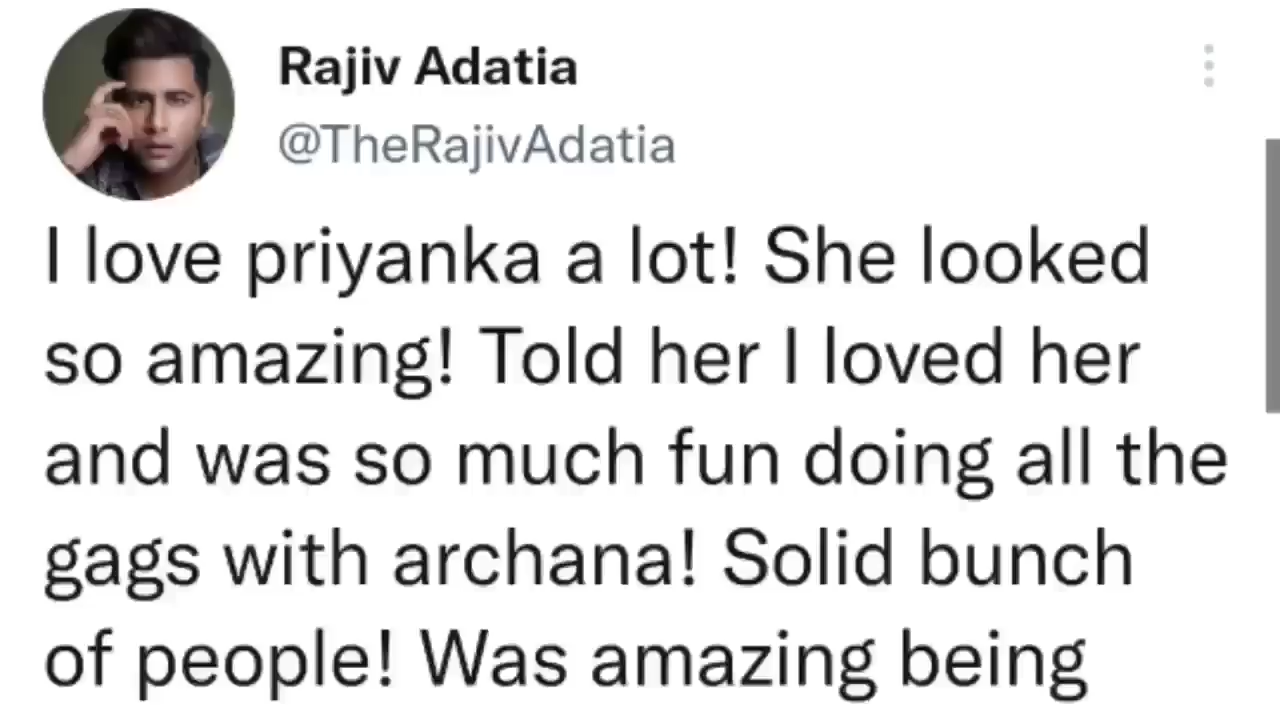 Rajiv Adatia
@TheRajivAdatia
I love priyanka a lot! She looked
so amazing! Told her I loved her
and was so much fun doing all the
gags with archana! Solid bunch
of people! Was amazing being